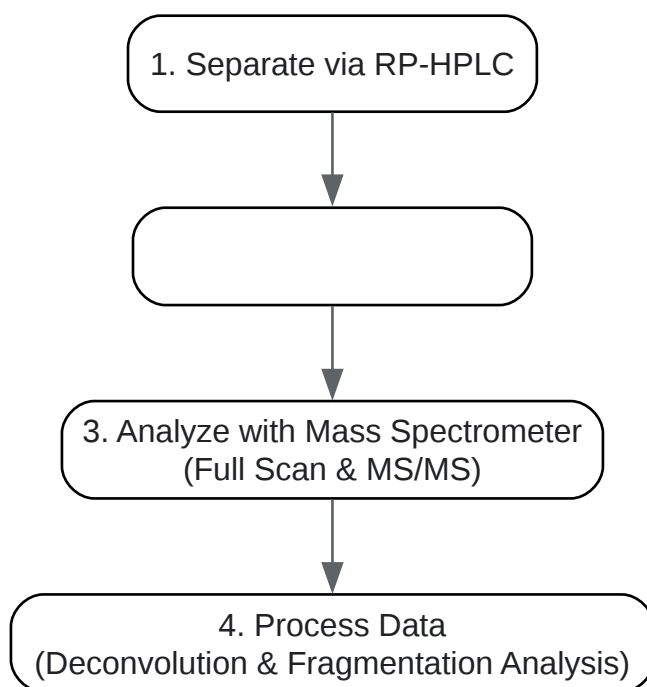 1. Separate via RP-HPLC
3. Analyze with Mass Spectrometer
(Full Scan & MS/MS)
4. Process Data
(Deconvolution & Fragmentation Analysis)